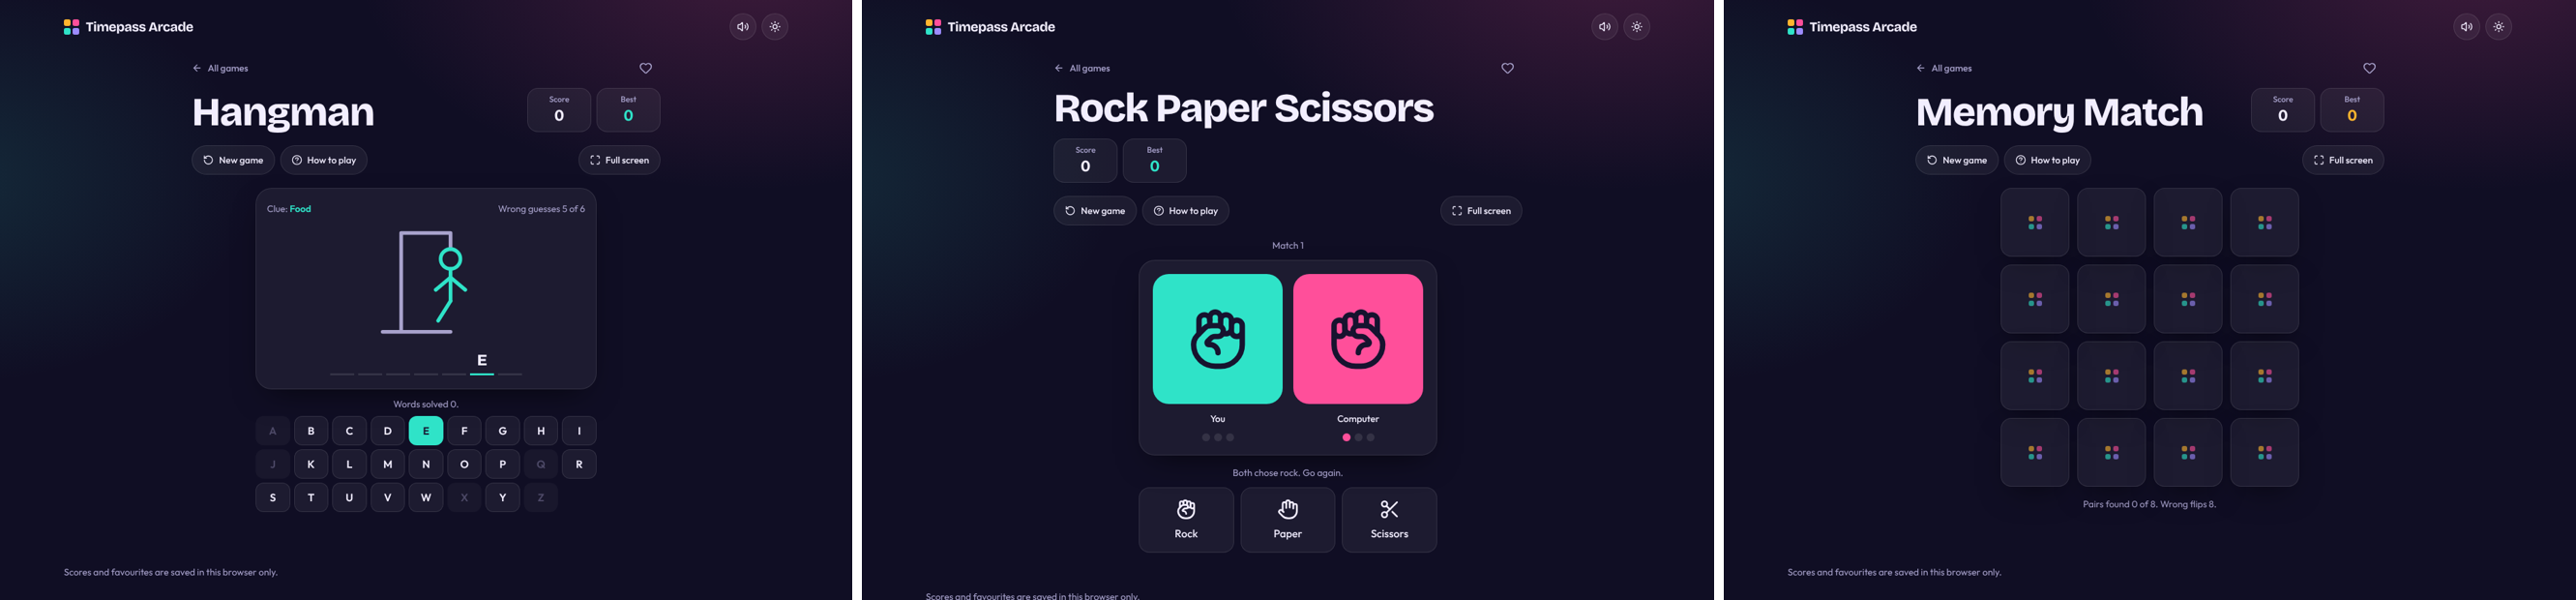 Timepass Arcade
All games
Hangman
Score
0
Best
0
New game
How to play
Full screen
Clue: Food
Wrong guesses 5 of 6
E
Words solved 0.
A B C D E F G H I
J K L M N O P Q R
S T U V W X Y Z
Scores and favourites are saved in this browser only.
Timepass Arcade
All games
Rock Paper Scissors
Score
0
Best
0
New game
How to play
Full screen
Match 1
You
Computer
Both chose rock. Go again.
Rock
Paper
Scissors
Scores and favourites are saved in this browser only.
Timepass Arcade
All games
Memory Match
Score
0
Best
0
New game
How to play
Full screen
Pairs found 0 of 8. Wrong flips 8.
Scores and favourites are saved in this browser only.